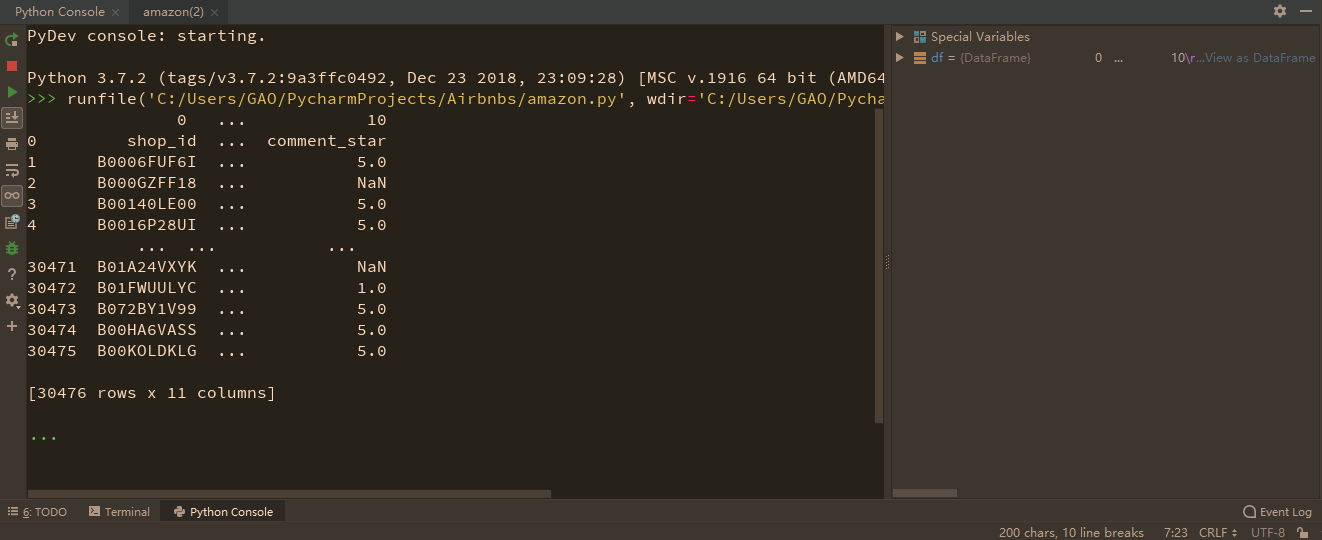 Python Console × amazon(2) ×
PyDev console: starting.
Python 3.7.2 (tags/v3.7.2:9a3ffc0492, Dec 23 2018, 23:09:28) [MSC v.1916 64 bit (AMD64
>>> runfile('C:/Users/GAO/PycharmProjects/Airbnbs/amazon.py', wdir='C:/Users/GAO/Pycha
0 ... 10
0 shop_id ... comment_star
1 B0006FUF6I ... 5.0
2 B000GZFF18 ... NaN
3 B00140LE00 ... 5.0
4 B0016P28UI ... 5.0
... ... ...
30471 B01A24VXYK ... NaN
30472 B01FWUULYC ... 1.0
30473 B072BY1V99 ... 5.0
30474 B00HA6VASS ... 5.0
30475 B00KOLDKLG ... 5.0
[30476 rows x 11 columns]
...
Special Variables
df = {DataFrame} 0 ... 10\r...View as DataFrame
6: TODO Terminal Python Console Event Log
200 chars, 10 line breaks 7:23 CRLF UTF-8